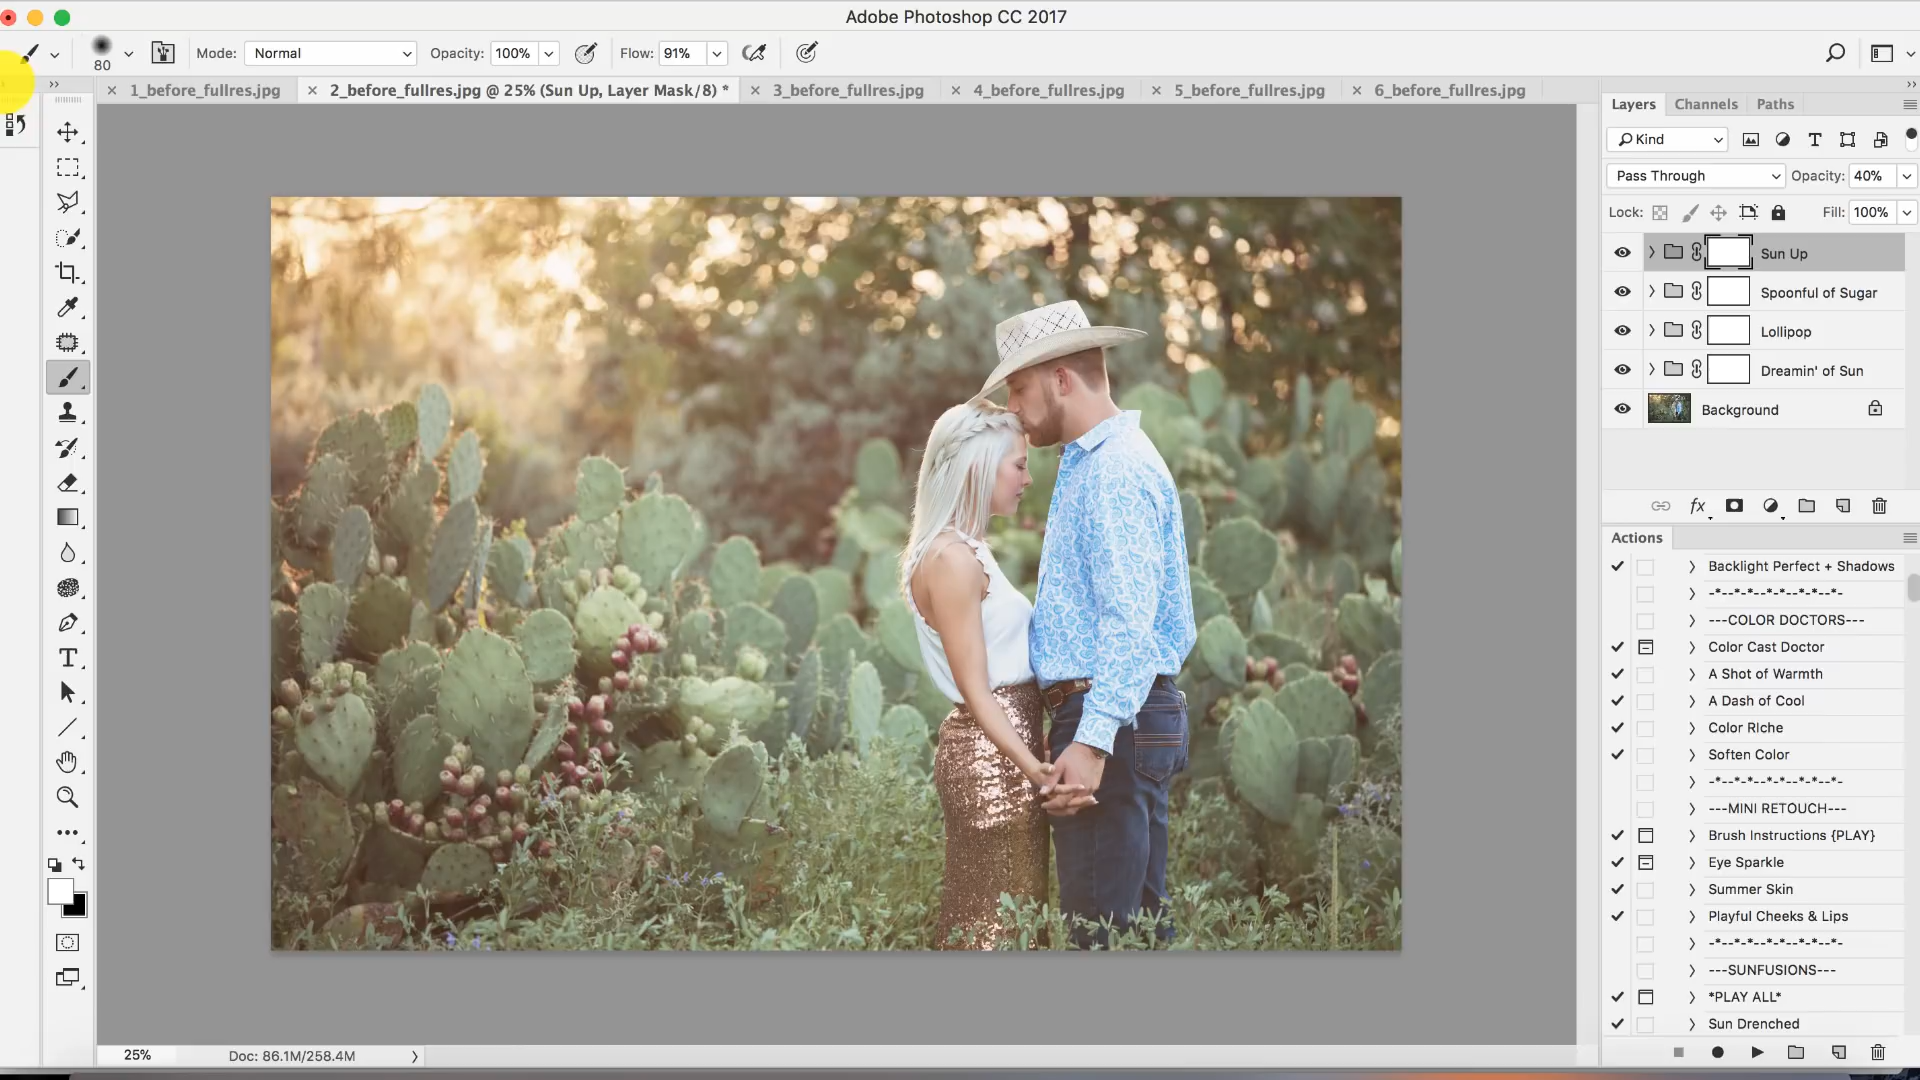 Adobe Photoshop CC 2017
80
Mode: Normal Opacity: 100% Flow: 91%
1_before_fullres.jpg
2_before_fullres.jpg @ 25% (Sun Up, Layer Mask/8) *
3_before_fullres.jpg
4_before_fullres.jpg
5_before_fullres.jpg
6_before_fullres.jpg
Layers Channels Paths
Kind
Pass Through Opacity: 40%
Lock: Fill: 100%
Sun Up
Spoonful of Sugar
Lollipop
Dreamin' of Sun
Background
fx
Actions
Backlight Perfect + Shadows
-*--*-*--*-*--*-*--*-
---COLOR DOCTORS---
Color Cast Doctor
A Shot of Warmth
A Dash of Cool
Color RIche
Soften Color
-*--*-*--*-*--*-*--*-
---MINI RETOUCH---
Brush Instructions {PLAY}
Eye Sparkle
Summer Skin
Playful Cheeks & Lips
-*--*-*--*-*--*-*--*-
---SUNFUSIONS---
*PLAY ALL*
Sun Drenched
25% Doc: 86.1M/258.4M